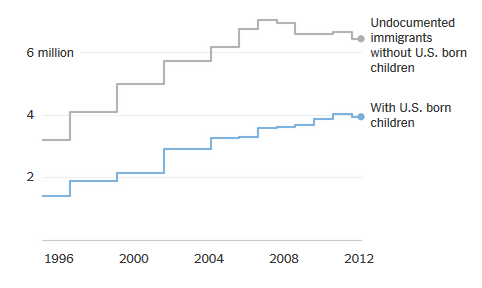 Undocumented
immigrants
without U.S. born
children
6 million
With U.S. born
children
4
2
1996 2000 2004 2008 2012